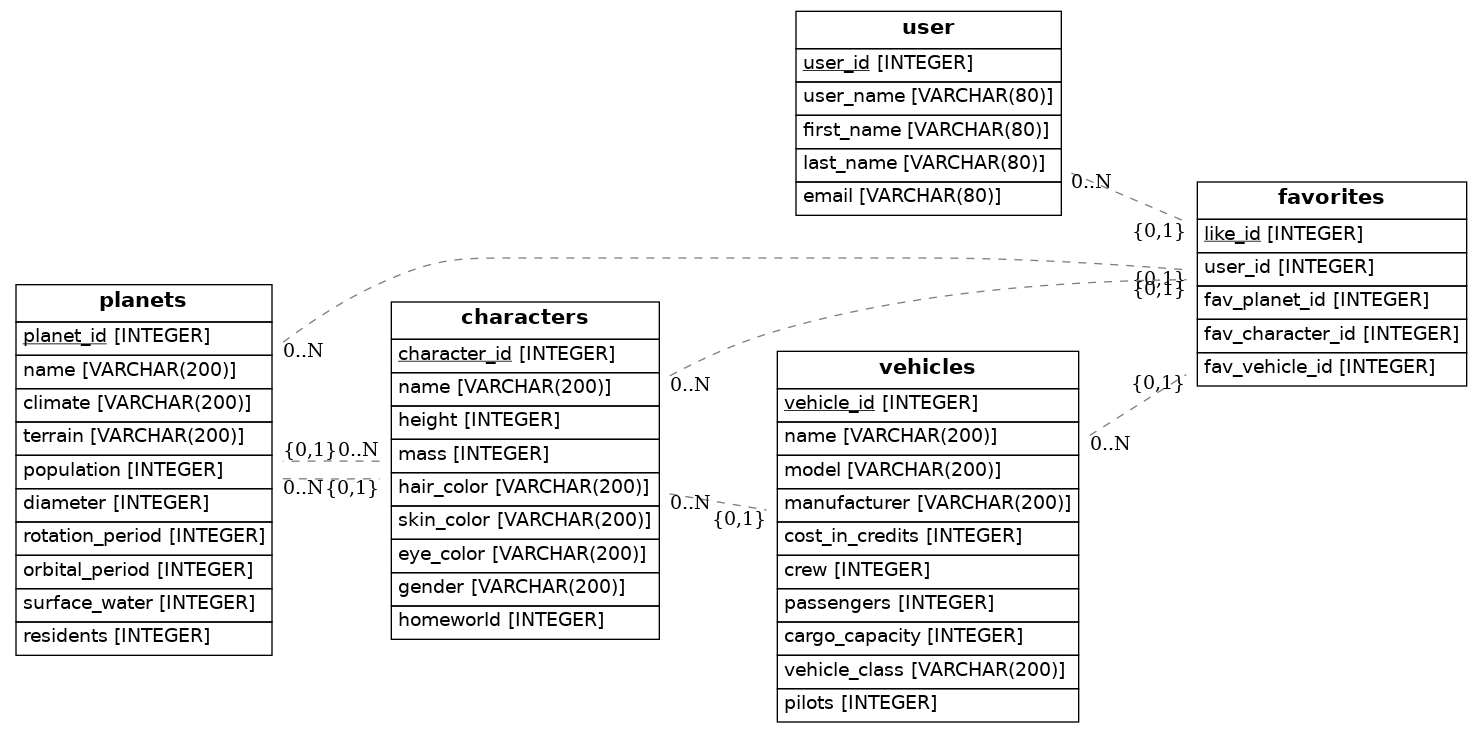 user
user_id [INTEGER]
user_name [VARCHAR(80)]
first_name [VARCHAR(80)]
last_name [VARCHAR(80)]
email [VARCHAR(80)]
0..N
{0,1}
favorites
like_id [INTEGER]
user_id [INTEGER]
fav_planet_id [INTEGER]
fav_character_id [INTEGER]
fav_vehicle_id [INTEGER]
{0,1}
{0,1}
{0,1}
planets
planet_id [INTEGER]
name [VARCHAR(200)]
climate [VARCHAR(200)]
terrain [VARCHAR(200)]
population [INTEGER]
diameter [INTEGER]
rotation_period [INTEGER]
orbital_period [INTEGER]
surface_water [INTEGER]
residents [INTEGER]
0..N
{0,1} 0..N
0..N {0,1}
characters
character_id [INTEGER]
name [VARCHAR(200)]
height [INTEGER]
mass [INTEGER]
hair_color [VARCHAR(200)]
skin_color [VARCHAR(200)]
eye_color [VARCHAR(200)]
gender [VARCHAR(200)]
homeworld [INTEGER]
0..N
0..N
{0,1}
vehicles
vehicle_id [INTEGER]
name [VARCHAR(200)]
model [VARCHAR(200)]
manufacturer [VARCHAR(200)]
cost_in_credits [INTEGER]
crew [INTEGER]
passengers [INTEGER]
cargo_capacity [INTEGER]
vehicle_class [VARCHAR(200)]
pilots [INTEGER]
0..N